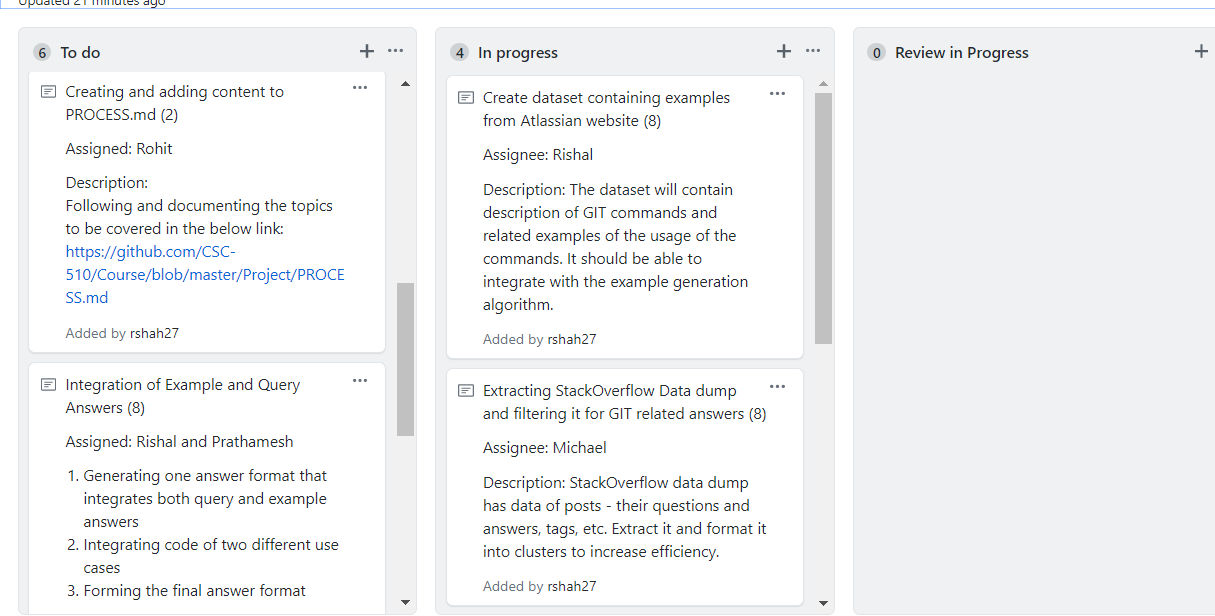 Updated 21 minutes ago
6 To do
Creating and adding content to
PROCESS.md (2)
Assigned: Rohit
Description:
Following and documenting the topics
to be covered in the below link:
https://github.com/CSC-
510/Course/blob/master/Project/PROCE
SS.md
Added by rshah27
Integration of Example and Query
Answers (8)
Assigned: Rishal and Prathamesh
1. Generating one answer format that
integrates both query and example
answers
2. Integrating code of two different use
cases
3. Forming the final answer format
4 In progress
Create dataset containing examples
from Atlassian website (8)
Assignee: Rishal
Description: The dataset will contain
description of GIT commands and
related examples of the usage of the
commands. It should be able to
integrate with the example generation
algorithm.
Added by rshah27
Extracting StackOverflow Data dump
and filtering it for GIT related answers (8)
Assignee: Michael
Description: StackOverflow data dump
has data of posts - their questions and
answers, tags, etc. Extract it and format it
into clusters to increase efficiency.
Added by rshah27
0 Review in Progress